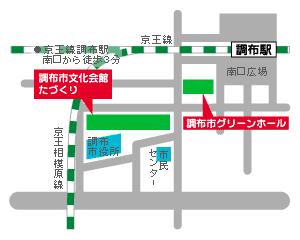 京王線
調布駅
●京王線調布駅
南口から徒歩3分
南口広場
調布市文化会館
たづくり
調布市グリーンホール
京王相模原線
調布
市役所
市民
センター